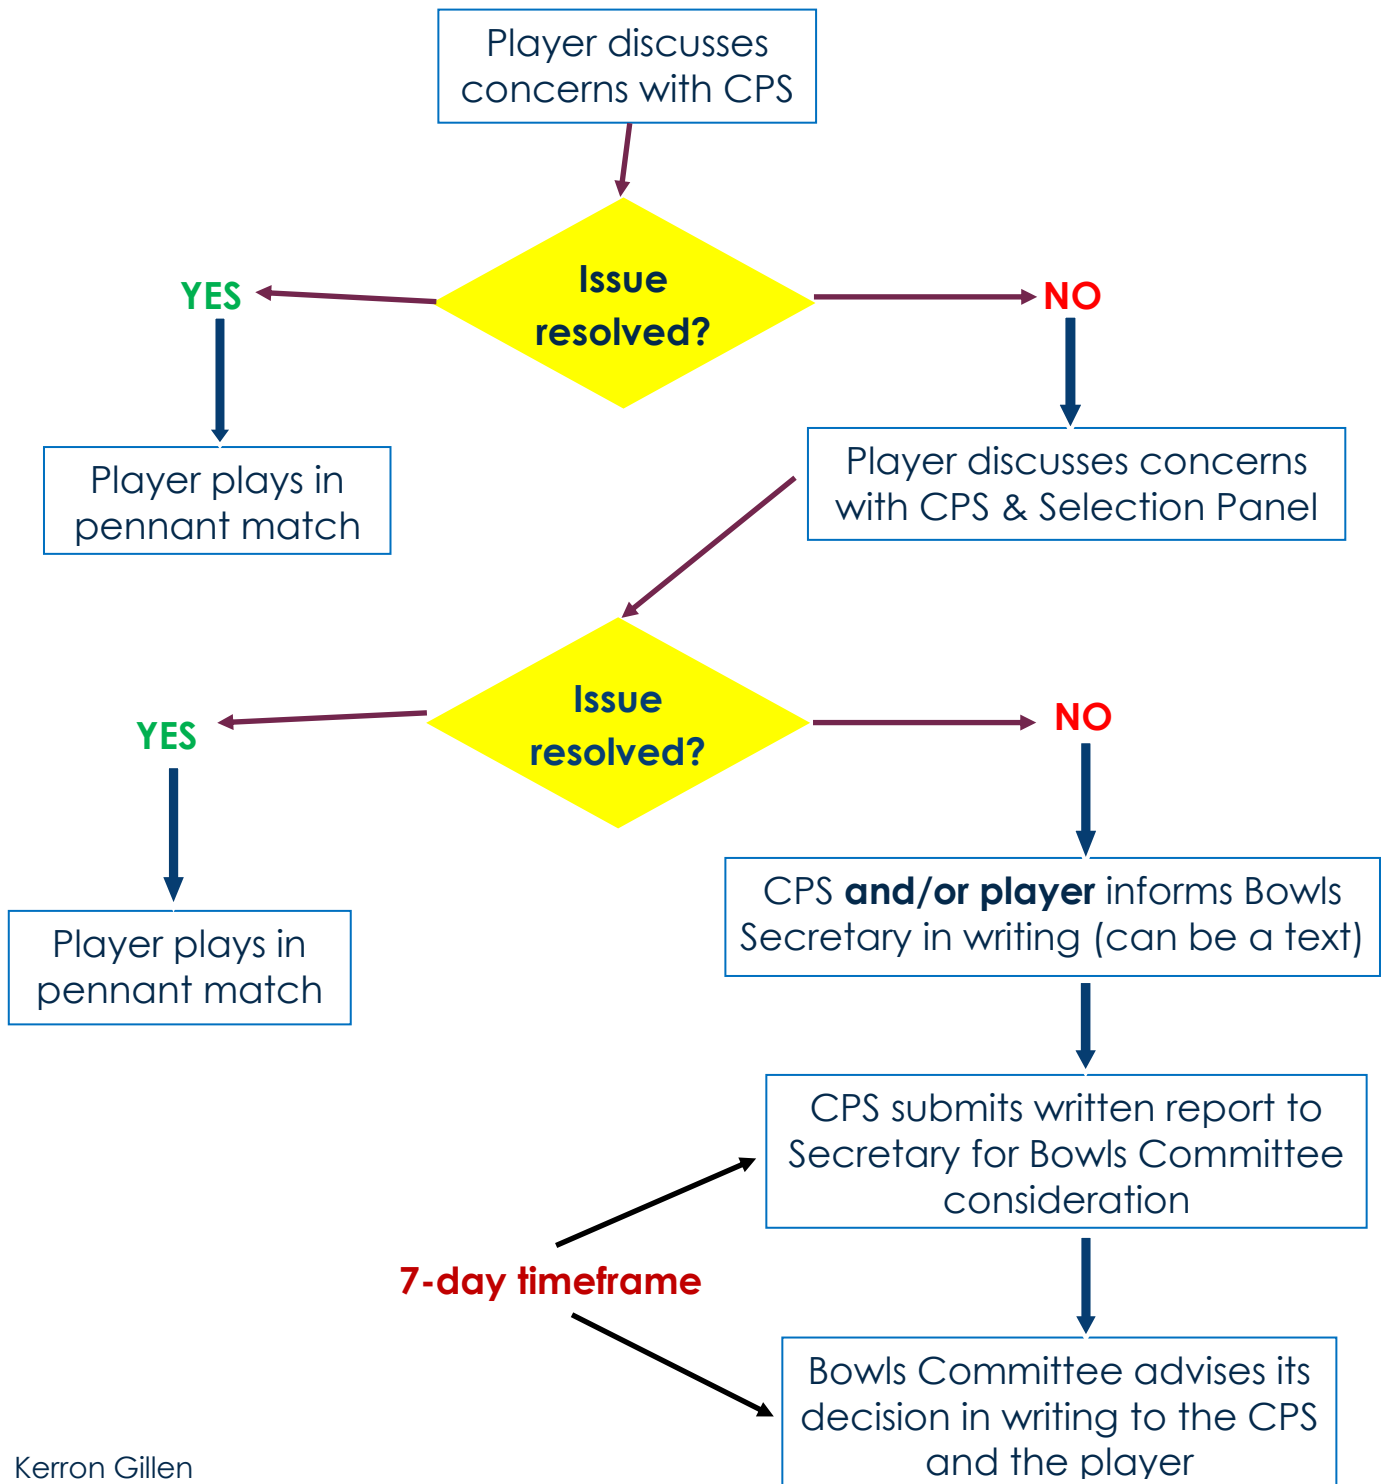 Player discusses
concerns with CPS
Issue
resolved?
YES
NO
Player plays in
pennant match
Player discusses concerns
with CPS & Selection Panel
Issue
resolved?
YES
NO
CPS and/or player informs Bowls
Secretary in writing (can be a text)
Player plays in
pennant match
CPS submits written report to
Secretary for Bowls Committee
consideration
7-day timeframe
Bowls Committee advises its
decision in writing to the CPS
and the player
Kerron Gillen